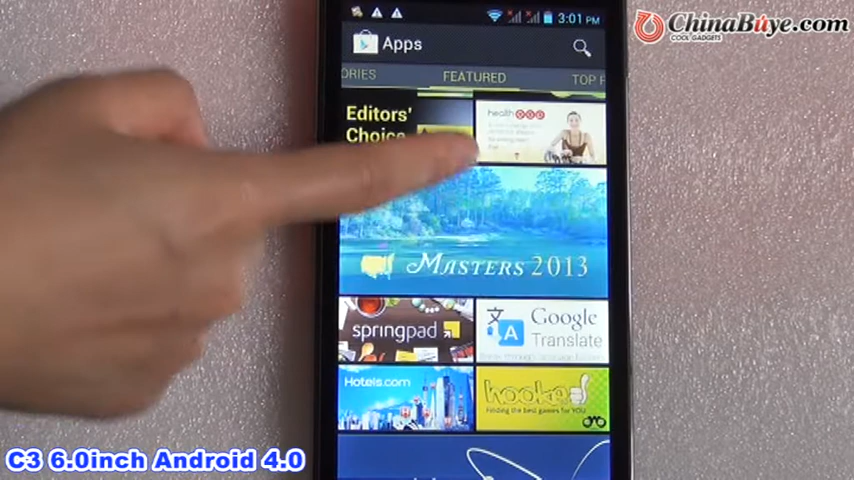 3:01 PM
ChinaBuye.com
COOL GADGETS
Apps
ORIES
FEATURED
TOP F
Editors'
Choice
health
MASTERS 2013
springpad
Google
Translate
Hotels.com
hooked
Finding the best games for YOU
C3 6.0inch Android 4.0